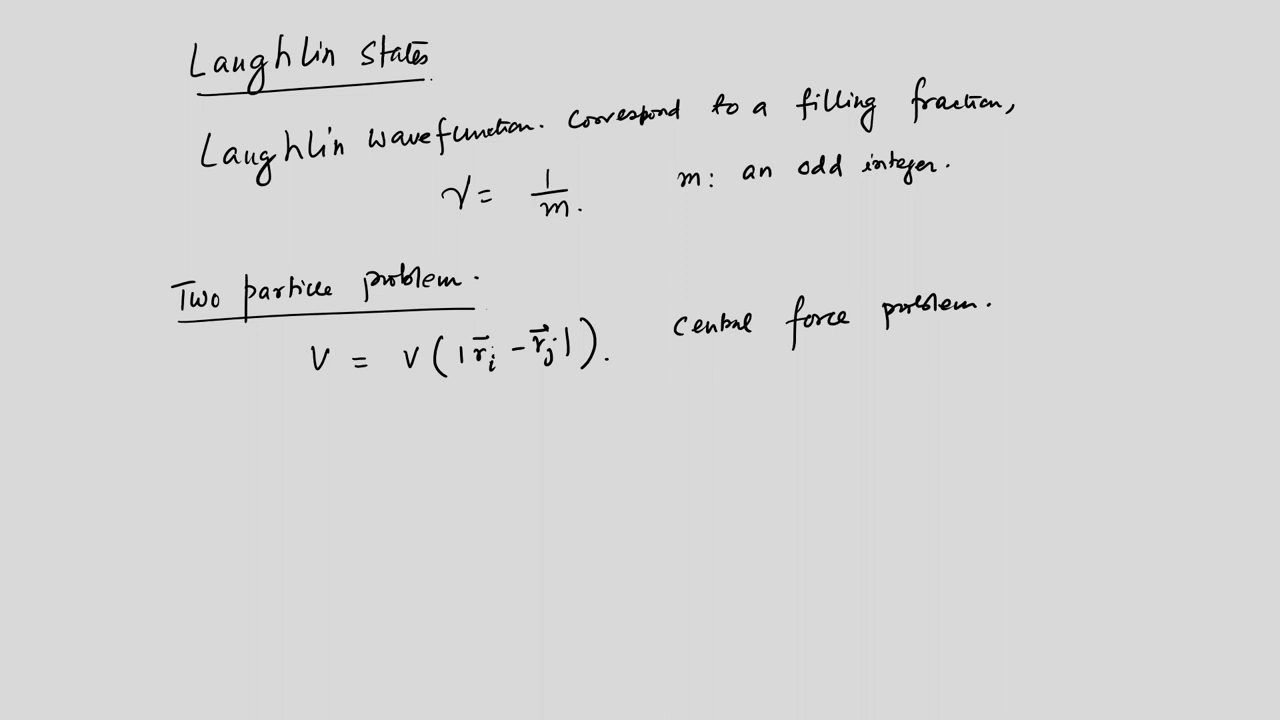 Laughlin states
Laughlin wavefunction. Correspond to a filling fraction,
ν = 1/m. m: an odd integer.
Two particle problem.
V = V(|r⃗i - r⃗j|). Central force problem.